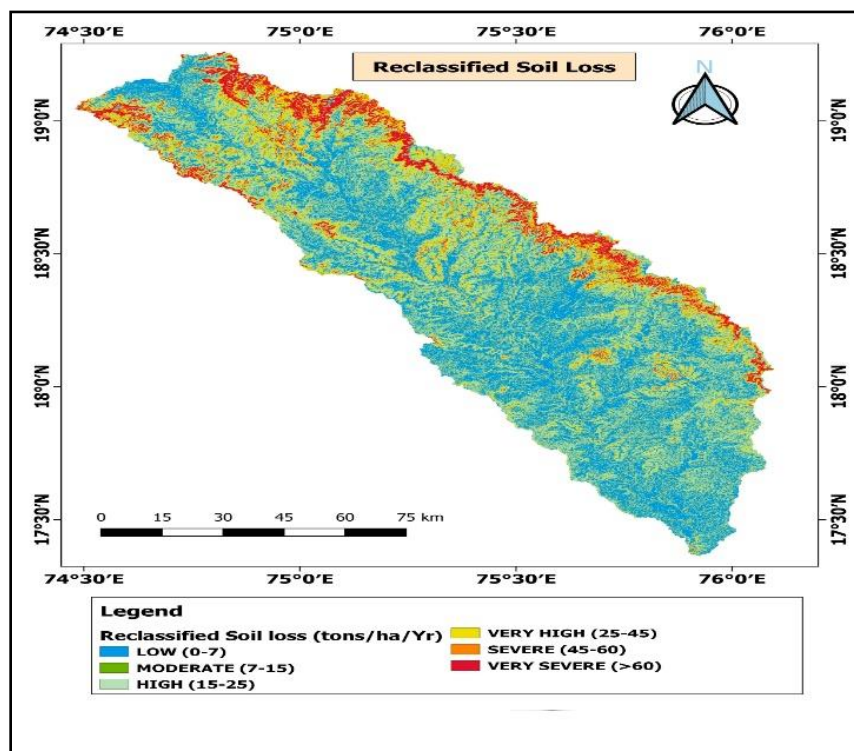 74°30'E 75°0'E 75°30'E 76°0'E
Reclassified Soil Loss
N
19°0'N 19°0'N
18°30'N 18°30'N
18°0'N 18°0'N
17°30'N 17°30'N
0 15 30 45 60 75 km
74°30'E 75°0'E 75°30'E 76°0'E
Legend
Reclassified Soil loss (tons/ha/Yr)
LOW (0-7)
MODERATE (7-15)
HIGH (15-25)
VERY HIGH (25-45)
SEVERE (45-60)
VERY SEVERE (>60)